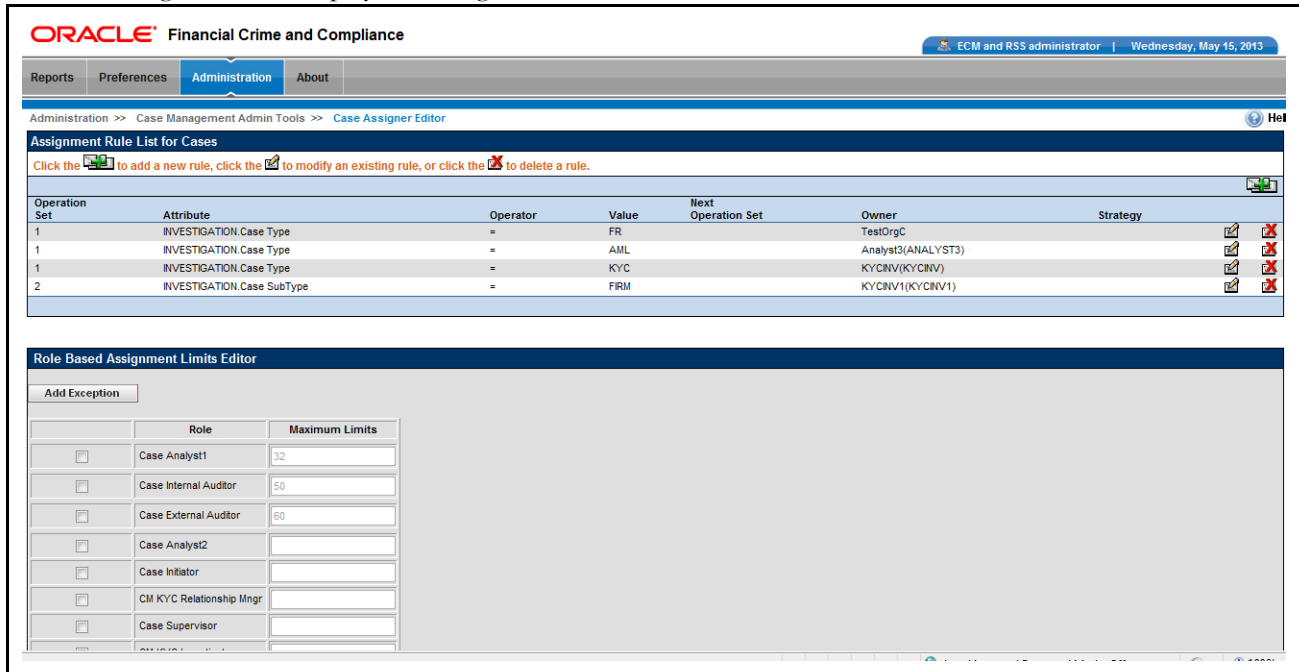 ORACLE Financial Crime and Compliance
ECM and RSS administrator | Wednesday, May 15, 2013
Reports Preferences Administration About
Administration >> Case Management Admin Tools >> Case Assigner Editor
Assignment Rule List for Cases
Click the to add a new rule, click the to modify an existing rule, or click the to delete a rule.
Operation Set Attribute Operator Value Next Operation Set Owner Strategy
1 INVESTIGATION.Case Type = FR TestOrgC
1 INVESTIGATION.Case Type = AML Analyst3(ANALYST3)
1 INVESTIGATION.Case Type = KYC KYCINV(KYCINV)
2 INVESTIGATION.Case SubType = FIRM KYCINV1(KYCINV1)
Role Based Assignment Limits Editor
Add Exception
Role Maximum Limits
Case Analyst1 32
Case Internal Auditor 50
Case External Auditor 60
Case Analyst2
Case Initiator
CM KYC Relationship Mngr
Case Supervisor